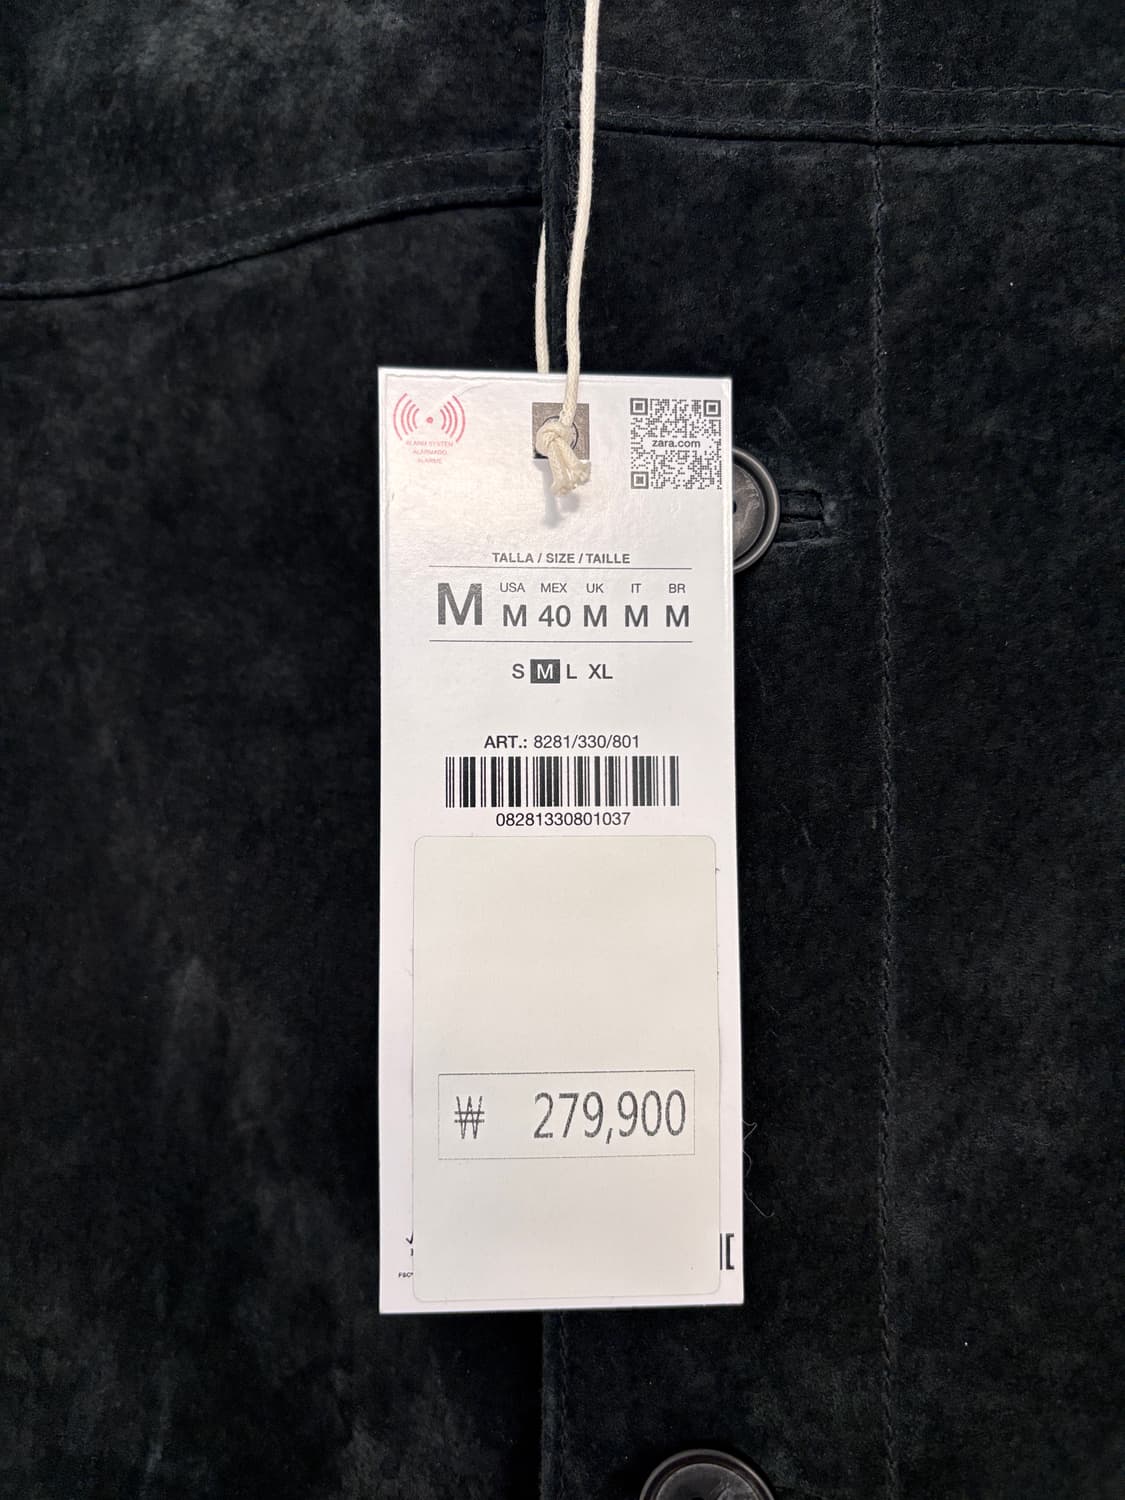 ALARM SYSTEM
ALARMADO
ALARME
zara.com
TALLA / SIZE / TAILLE
M USA MEX UK IT BR
M 40 M M M
S M L XL
ART.: 8281/330/801
08281330801037
₩ 279,900